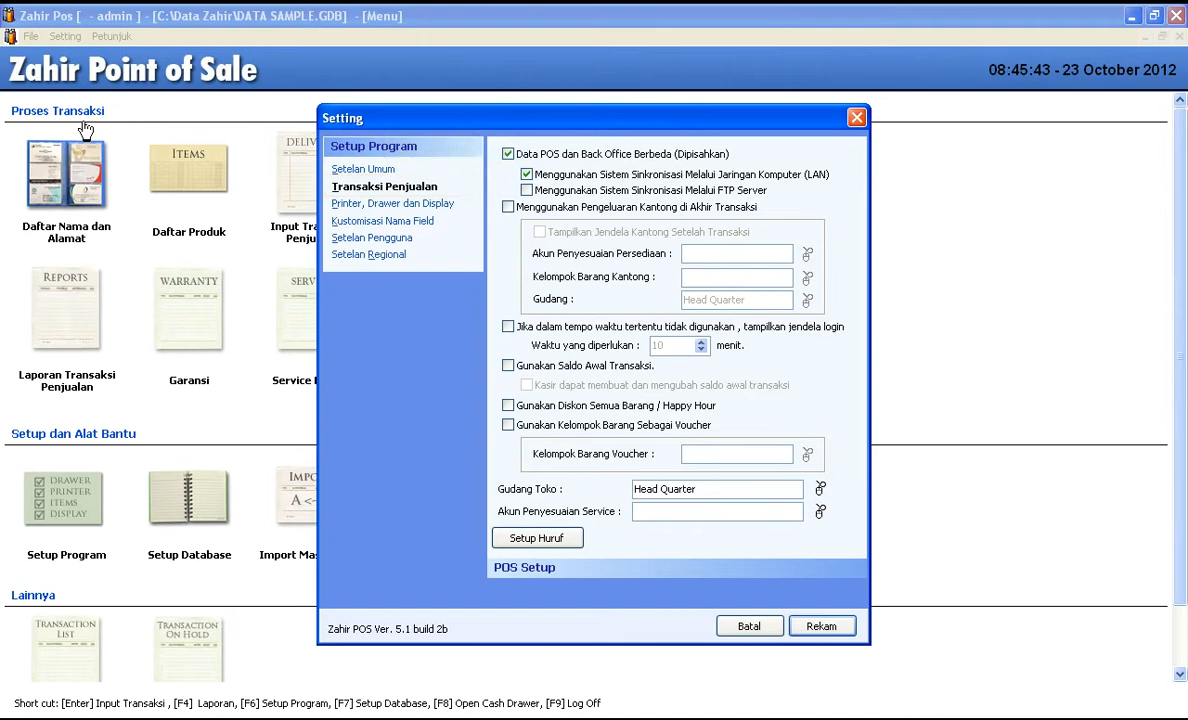 Zahir Pos [ - admin ] - [C:\Data Zahir\DATA SAMPLE.GDB] - [Menu]
File Setting Petunjuk
Zahir Point of Sale
08:45:43 - 23 October 2012
Proses Transaksi
ITEMS
DELIV
Daftar Nama dan
Alamat
Daftar Produk
Input Tra
Penju
REPORTS
WARRANTY
SERV
Laporan Transaksi
Penjualan
Garansi
Service
Setup dan Alat Bantu
DRAWER
PRINTER
ITEMS
DISPLAY
IMPO
A <-
Setup Program
Setup Database
Import Mas
Lainnya
TRANSACTION
LIST
TRANSACTION
ON HOLD
Setting
Setup Program
Setelan Umum
Transaksi Penjualan
Printer, Drawer dan Display
Kustomisasi Nama Field
Setelan Pengguna
Setelan Regional
Data POS dan Back Office Berbeda (Dipisahkan)
Menggunakan Sistem Sinkronisasi Melalui Jaringan Komputer (LAN)
Menggunakan Sistem Sinkronisasi Melalui FTP Server
Menggunakan Pengeluaran Kantong di Akhir Transaksi
Tampilkan Jendela Kantong Setelah Transaksi
Akun Penyesuaian Persediaan :
Kelompok Barang Kantong :
Gudang : Head Quarter
Jika dalam tempo waktu tertentu tidak digunakan , tampilkan jendela login
Waktu yang diperlukan : 10 menit.
Gunakan Saldo Awal Transaksi.
Kasir dapat membuat dan mengubah saldo awal transaksi
Gunakan Diskon Semua Barang / Happy Hour
Gunakan Kelompok Barang Sebagai Voucher
Kelompok Barang Voucher :
Gudang Toko : Head Quarter
Akun Penyesuaian Service :
Setup Huruf
POS Setup
Zahir POS Ver. 5.1 build 2b
Batal
Rekam
Short cut: [Enter] Input Transaksi , [F4] Laporan, [F6] Setup Program, [F7] Setup Database, [F8] Open Cash Drawer, [F9] Log Off